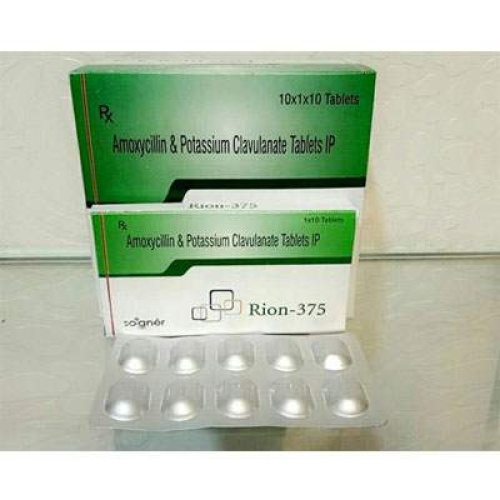 10x1x10 Tablets
Rx
Amoxycillin & Potassium Clavulanate Tablets IP
Rion-375
Rx
1x10 Tablets
Amoxycillin & Potassium Clavulanate Tablets IP
soignér
Rion-375